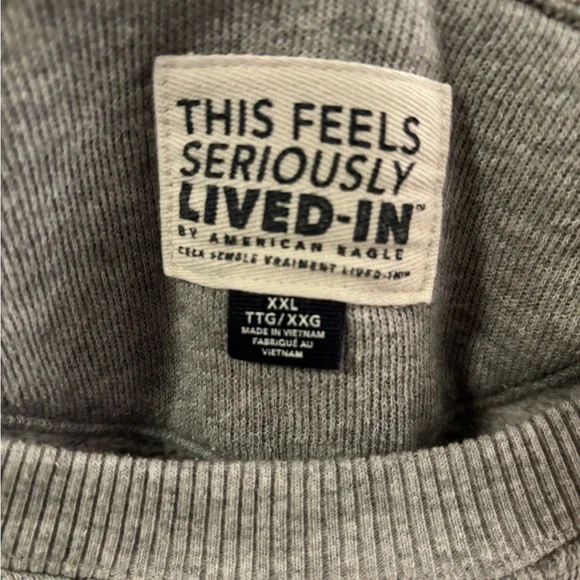 THIS FEELS
SERIOUSLY
LIVED-IN™
BY AMERICAN EAGLE
CELA SEMBLE VRAIMENT LIVED-IN™
XXL
TTG/XXG
MADE IN VIETNAM
FABRIQUÉ AU
VIETNAM